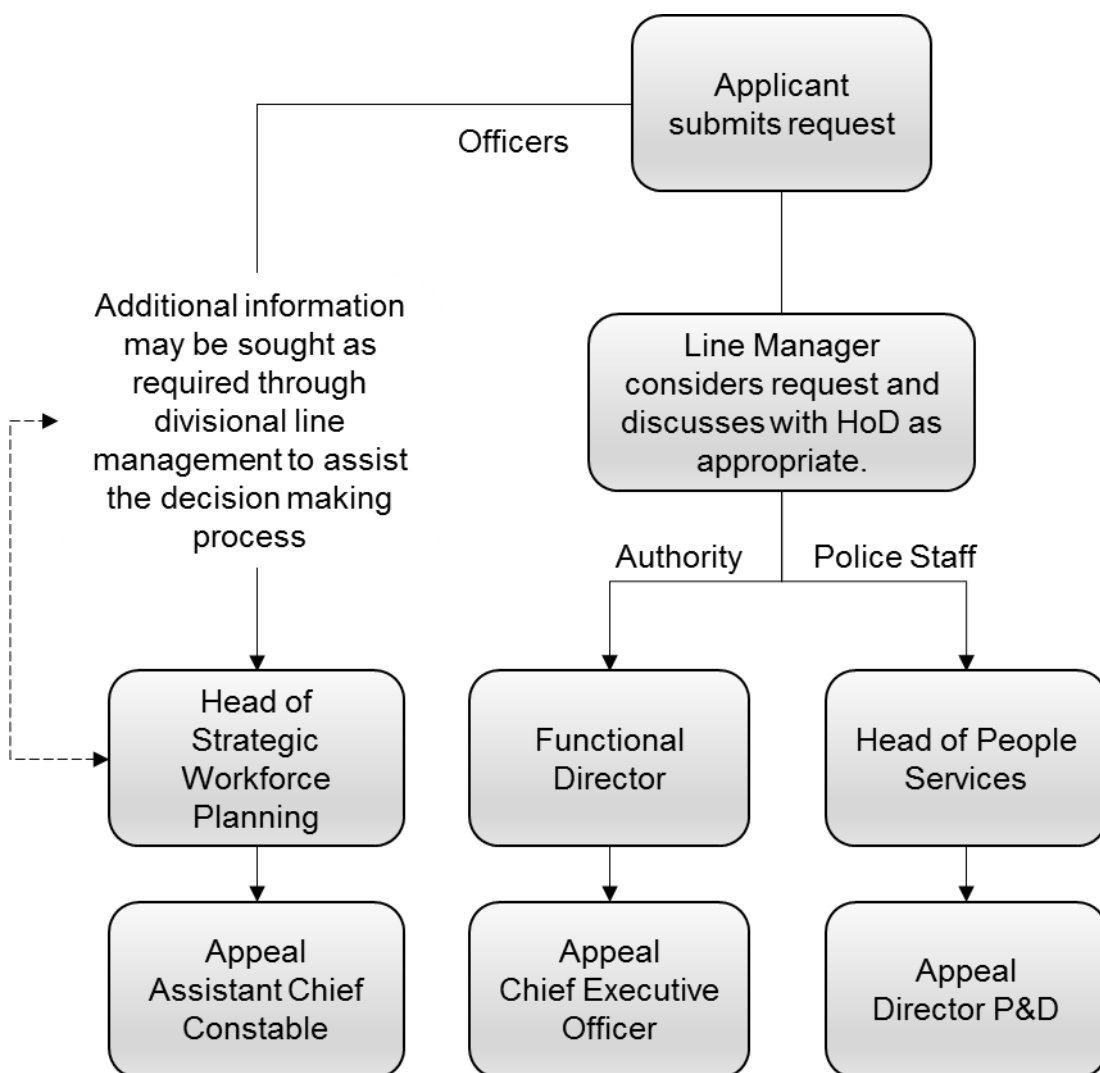 Applicant
submits request
Officers
Additional information
may be sought as
required through
divisional line
management to assist
the decision making
process
Line Manager
considers request and
discusses with HoD as
appropriate.
Authority
Police Staff
Head of
Strategic
Workforce
Planning
Functional
Director
Head of People
Services
Appeal
Assistant Chief
Constable
Appeal
Chief Executive
Officer
Appeal
Director P&D